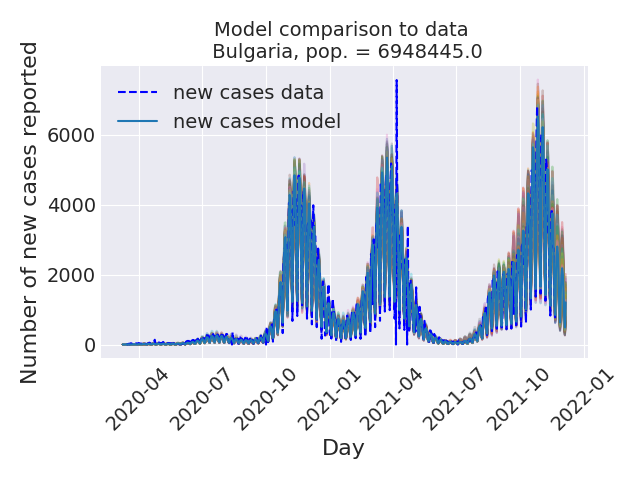 Model comparison to data
Bulgaria, pop. = 6948445.0
new cases data
new cases model
Number of new cases reported
6000
4000
2000
0
2020-04
2020-07
2020-10
2021-01
2021-04
2021-07
2021-10
2022-01
Day